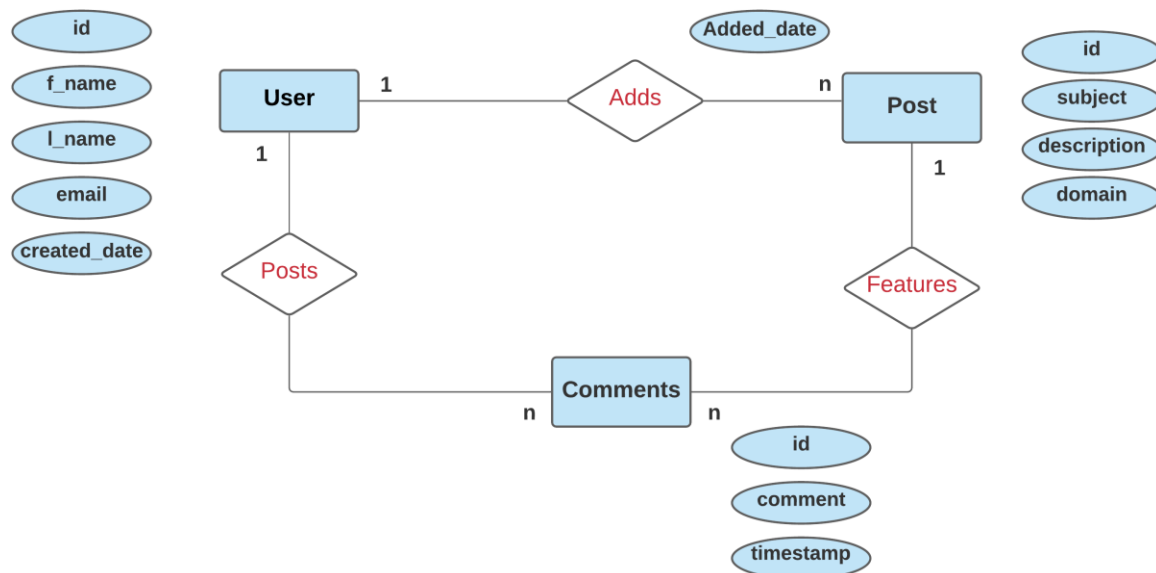 id
f_name
l_name
email
created_date
User
1
1
Adds
Added_date
n
Post
1
id
subject
description
domain
Posts
Features
n
Comments
n
id
comment
timestamp